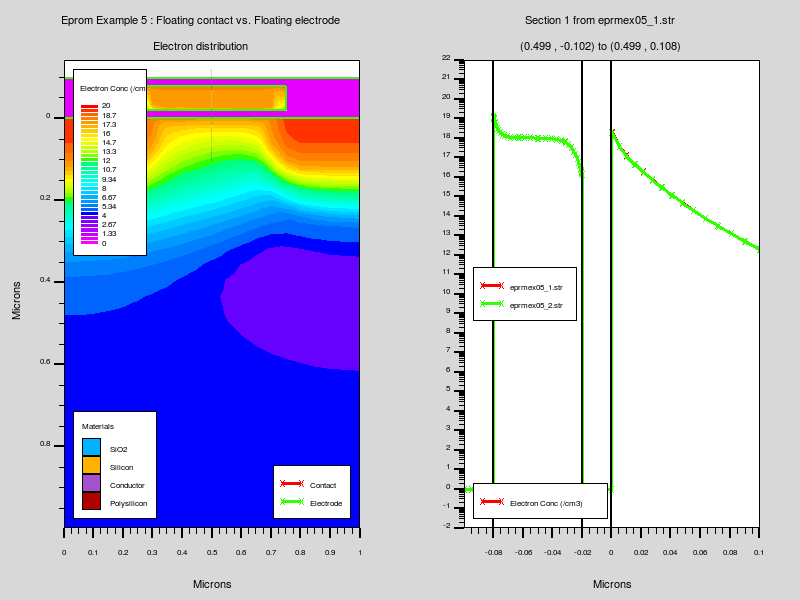 Eprom Example 5 : Floating contact vs. Floating electrode
Electron distribution
Electron Conc (/cm
20
18.7
17.3
16
14.7
13.3
12
10.7
9.34
8
6.67
5.34
4
2.67
1.33
0
Microns
0
0.2
0.4
0.6
0.8
Materials
SiO2
Silicon
Conductor
Polysilicon
Contact
Electrode
0 0.1 0.2 0.3 0.4 0.5 0.6 0.7 0.8 0.9 1
Microns
Section 1 from eprmex05_1.str
(0.499 , -0.102) to (0.499 , 0.108)
22
21
20
19
18
17
16
15
14
13
12
11
10
9
8
7
6
5
4
3
2
1
0
-1
-2
eprmex05_1.str
eprmex05_2.str
Electron Conc (/cm3)
-0.08 -0.06 -0.04 -0.02 0 0.02 0.04 0.06 0.08 0.1
Microns